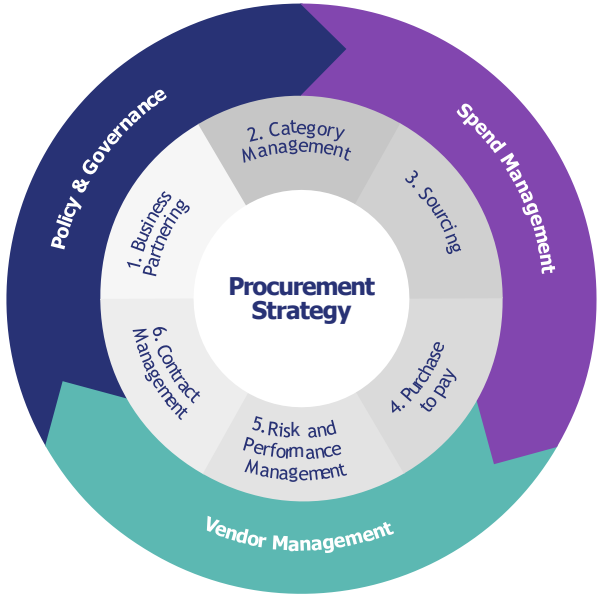 Policy & Governance
Spend Management
Vendor Management
1. Business
Partnering
2. Category
Management
3. Sourcing
4. Purchase
to pay
5.Risk and
Performance
Management
6. Contract
Management
Procurement
Strategy